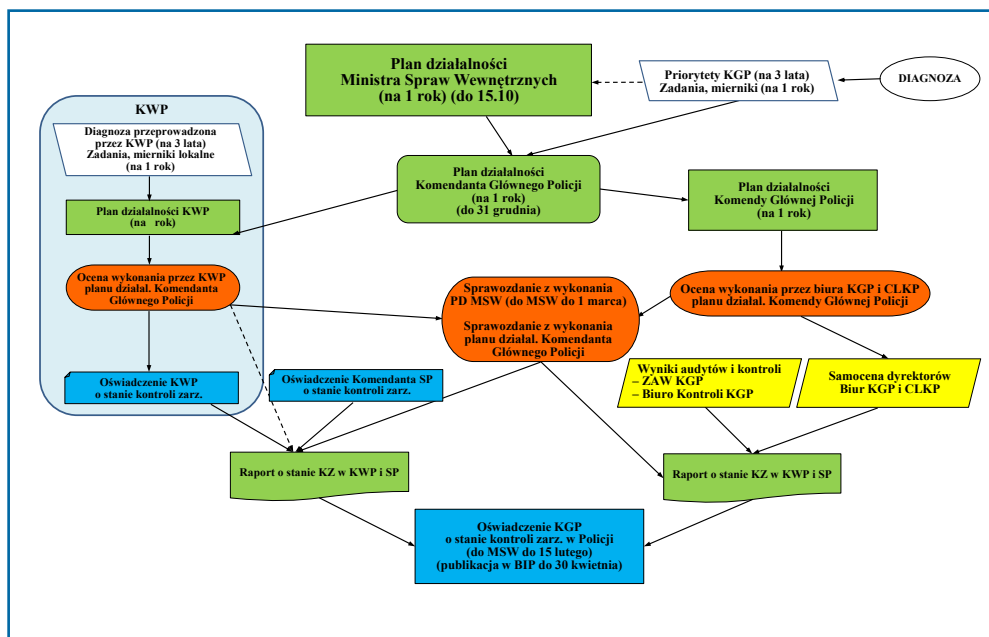 Plan działalności
Ministra Spraw Wewnętrznych
(na 1 rok) (do 15.10)
Priorytety KGP (na 3 lata)
Zadania, mierniki (na 1 rok)
DIAGNOZA
KWP
Diagnoza przeprowadzona
przez KWP (na 3 lata)
Zadania, mierniki lokalne
(na 1 rok)
Plan działalności
Komendanta Głównego Policji
(na 1 rok)
(do 31 grudnia)
Plan działalności
Komendy Głównej Policji
(na 1 rok)
Plan działalności KWP
(na rok)
Ocena wykonania przez KWP
planu działal. Komendanta
Głównego Policji
Sprawozdanie z wykonania
PD MSW (do MSW do 1 marca)
Sprawozdanie z wykonania
planu działal. Komendanta
Głównego Policji
Ocena wykonania przez biura KGP i CLKP
planu działal. Komendy Głównej Policji
Oświadczenie KWP
o stanie kontroli zarz.
Oświadczenie Komendanta SP
o stanie kontroli zarz.
Wyniki audytów i kontroli
– ZAW KGP
– Biuro Kontroli KGP
Samocena dyrektorów
Biur KGP i CLKP
Raport o stanie KZ w KWP i SP
Raport o stanie KZ w KWP i SP
Oświadczenie KGP
o stanie kontroli zarz. w Policji
(do MSW do 15 lutego)
(publikacja w BIP do 30 kwietnia)